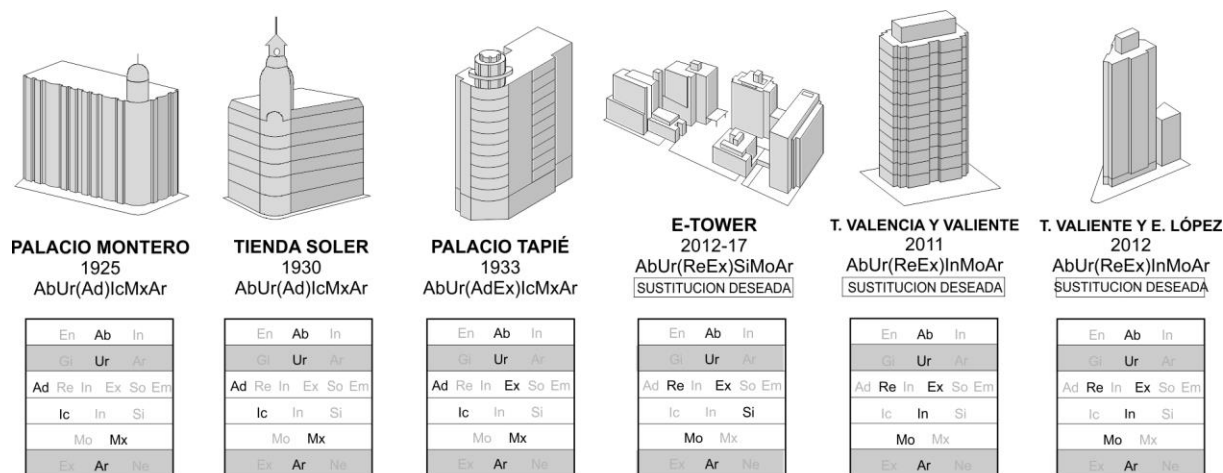 PALACIO MONTERO
1925
AbUr(Ad)IcMxAr
TIENDA SOLER
1930
AbUr(Ad)IcMxAr
PALACIO TAPIÉ
1933
AbUr(AdEx)IcMxAr
E-TOWER
2012-17
AbUr(ReEx)SiMoAr
SUSTITUCION DESEADA
T. VALENCIA Y VALIENTE
2011
AbUr(ReEx)InMoAr
SUSTITUCION DESEADA
T. VALIENTE Y E. LÓPEZ
2012
AbUr(ReEx)InMoAr
SUSTITUCION DESEADA
En Ab In
Gi Ur Ar
Ad Re In Ex So Em
Ic In Si
Mo Mx
Ex Ar Ne
En Ab In
Gi Ur Ar
Ad Re In Ex So Em
Ic In Si
Mo Mx
Ex Ar Ne
En Ab In
Gi Ur Ar
Ad Re In Ex So Em
Ic In Si
Mo Mx
Ex Ar Ne
En Ab In
Gi Ur Ar
Ad Re In Ex So Em
Ic In Si
Mo Mx
Ex Ar Ne
En Ab In
Gi Ur Ar
Ad Re In Ex So Em
Ic In Si
Mo Mx
Ex Ar Ne
En Ab In
Gi Ur Ar
Ad Re In Ex So Em
Ic In Si
Mo Mx
Ex Ar Ne